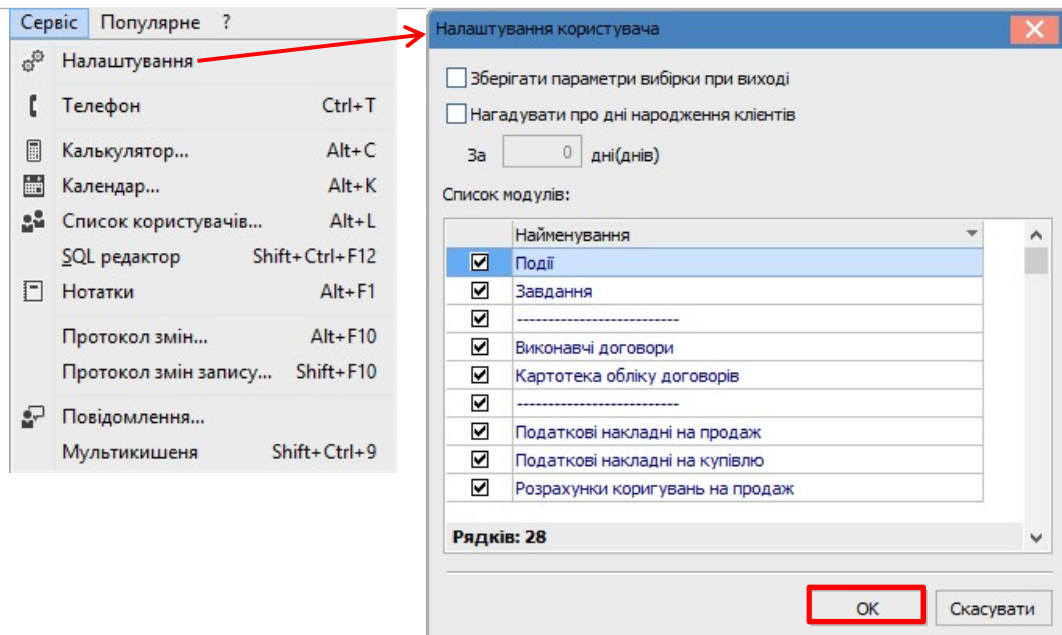 Сервіс Популярне ?
Налаштування
Телефон Ctrl+T
Калькулятор... Alt+C
Календар... Alt+K
Список користувачів... Alt+L
SQL редактор Shift+Ctrl+F12
Нотатки Alt+F1
Протокол змін... Alt+F10
Протокол змін запису... Shift+F10
Повідомлення...
Мультикишеня Shift+Ctrl+9
Налаштування користувача
Зберігати параметри вибірки при виході
Нагадувати про дні народження клієнтів
За 0 дні(днів)
Список модулів:
Найменування
Події
Завдання
--------------------------
Виконавчі договори
Картотека обліку договорів
--------------------------
Податкові накладні на продаж
Податкові накладні на купівлю
Розрахунки коригувань на продаж
Рядків: 28
OK Скасувати